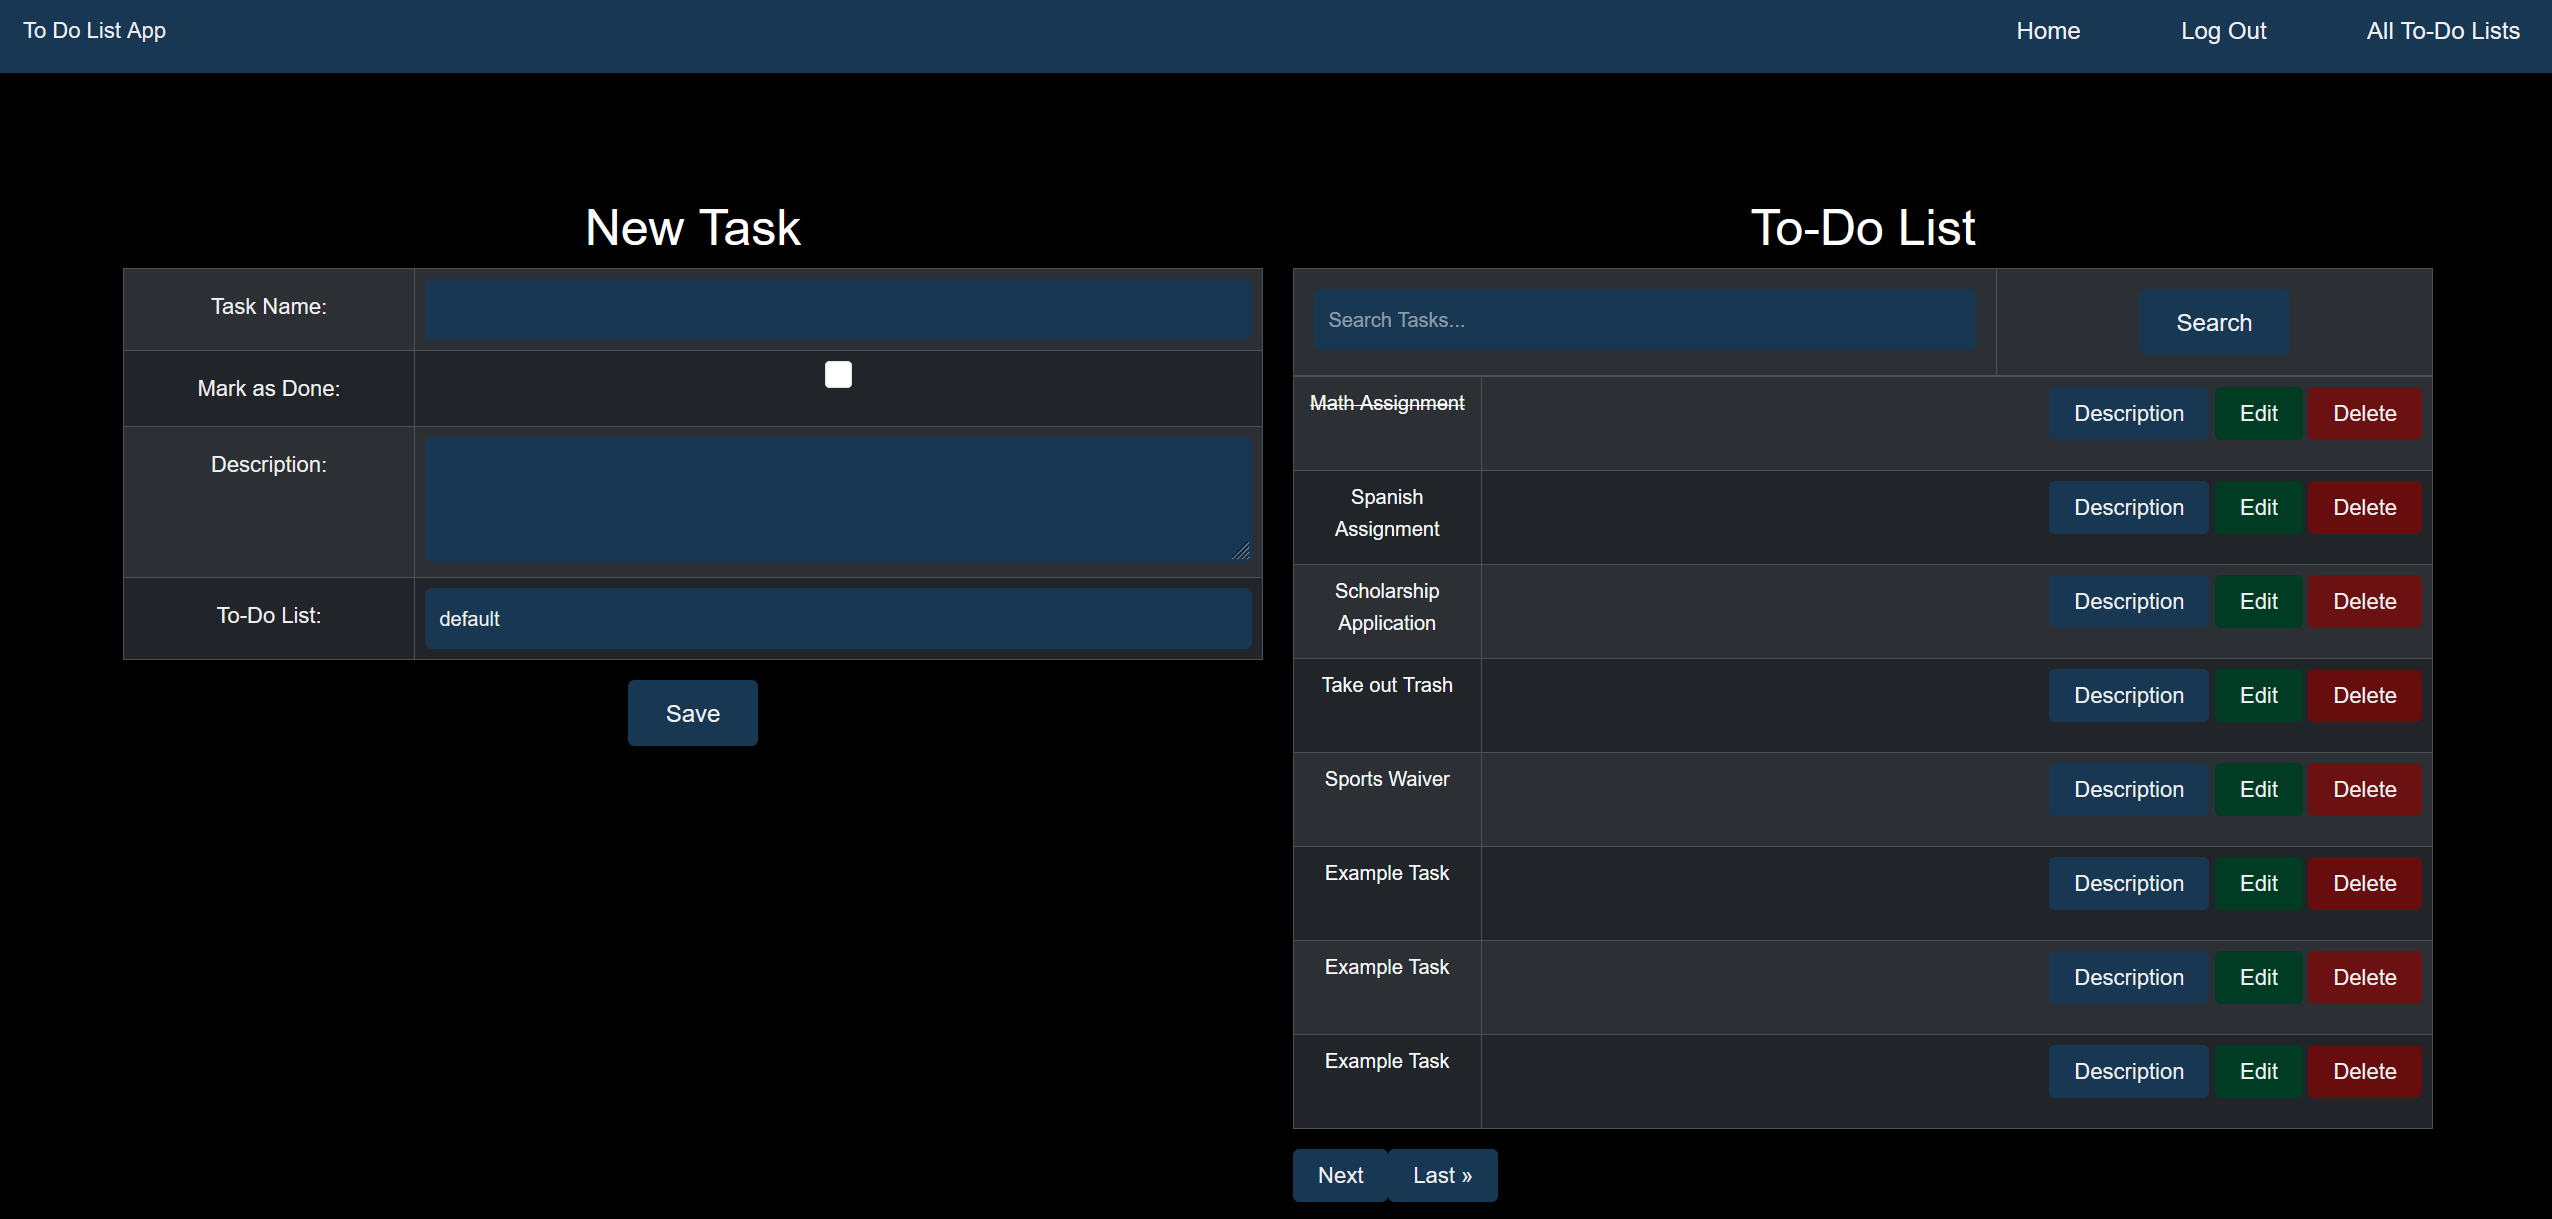 To Do List App
Home
Log Out
All To-Do Lists
New Task
Task Name:
Mark as Done:
Description:
To-Do List:
default
Save
To-Do List
Search Tasks...
Search
Math Assignment
Description
Edit
Delete
Spanish
Assignment
Description
Edit
Delete
Scholarship
Application
Description
Edit
Delete
Take out Trash
Description
Edit
Delete
Sports Waiver
Description
Edit
Delete
Example Task
Description
Edit
Delete
Example Task
Description
Edit
Delete
Example Task
Description
Edit
Delete
Next
Last »